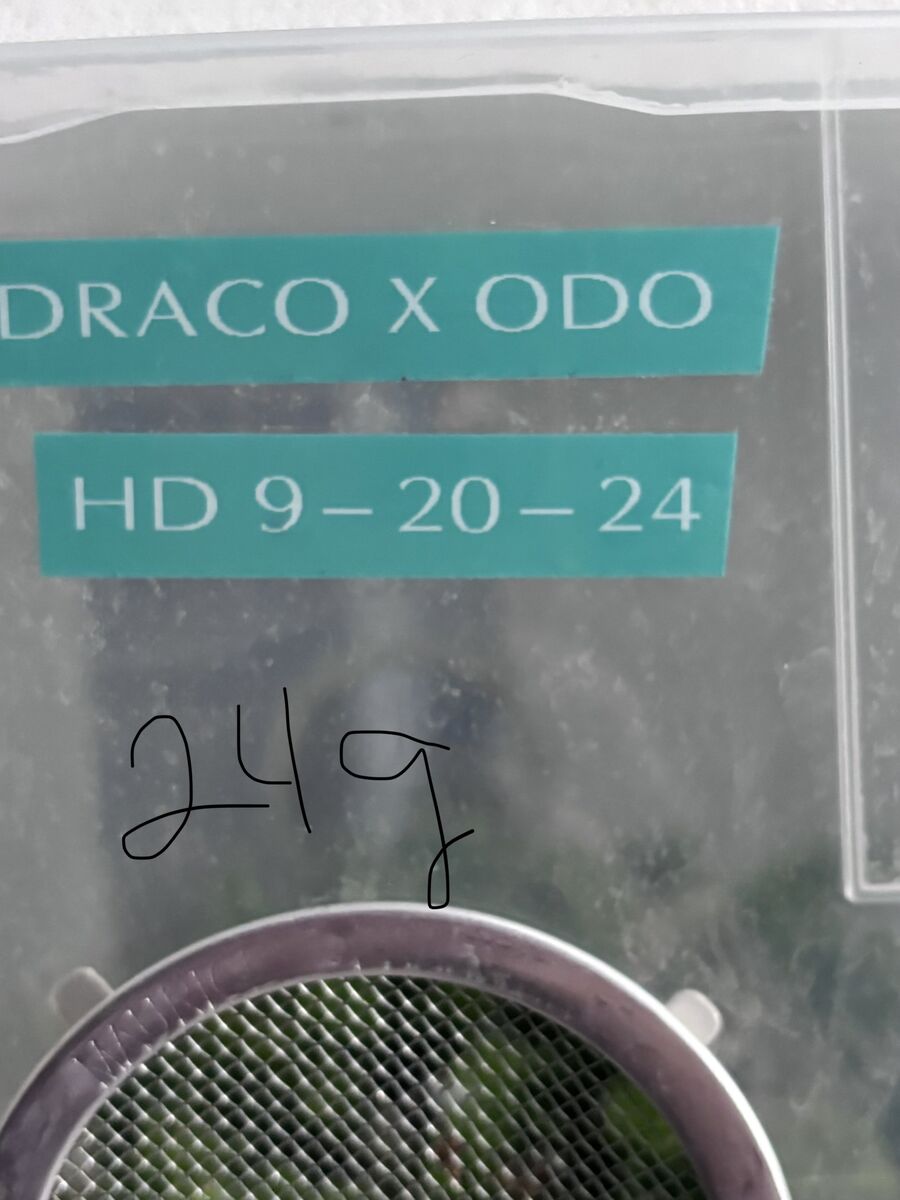 DRACO X ODO
HD 9 – 20 – 24
24g